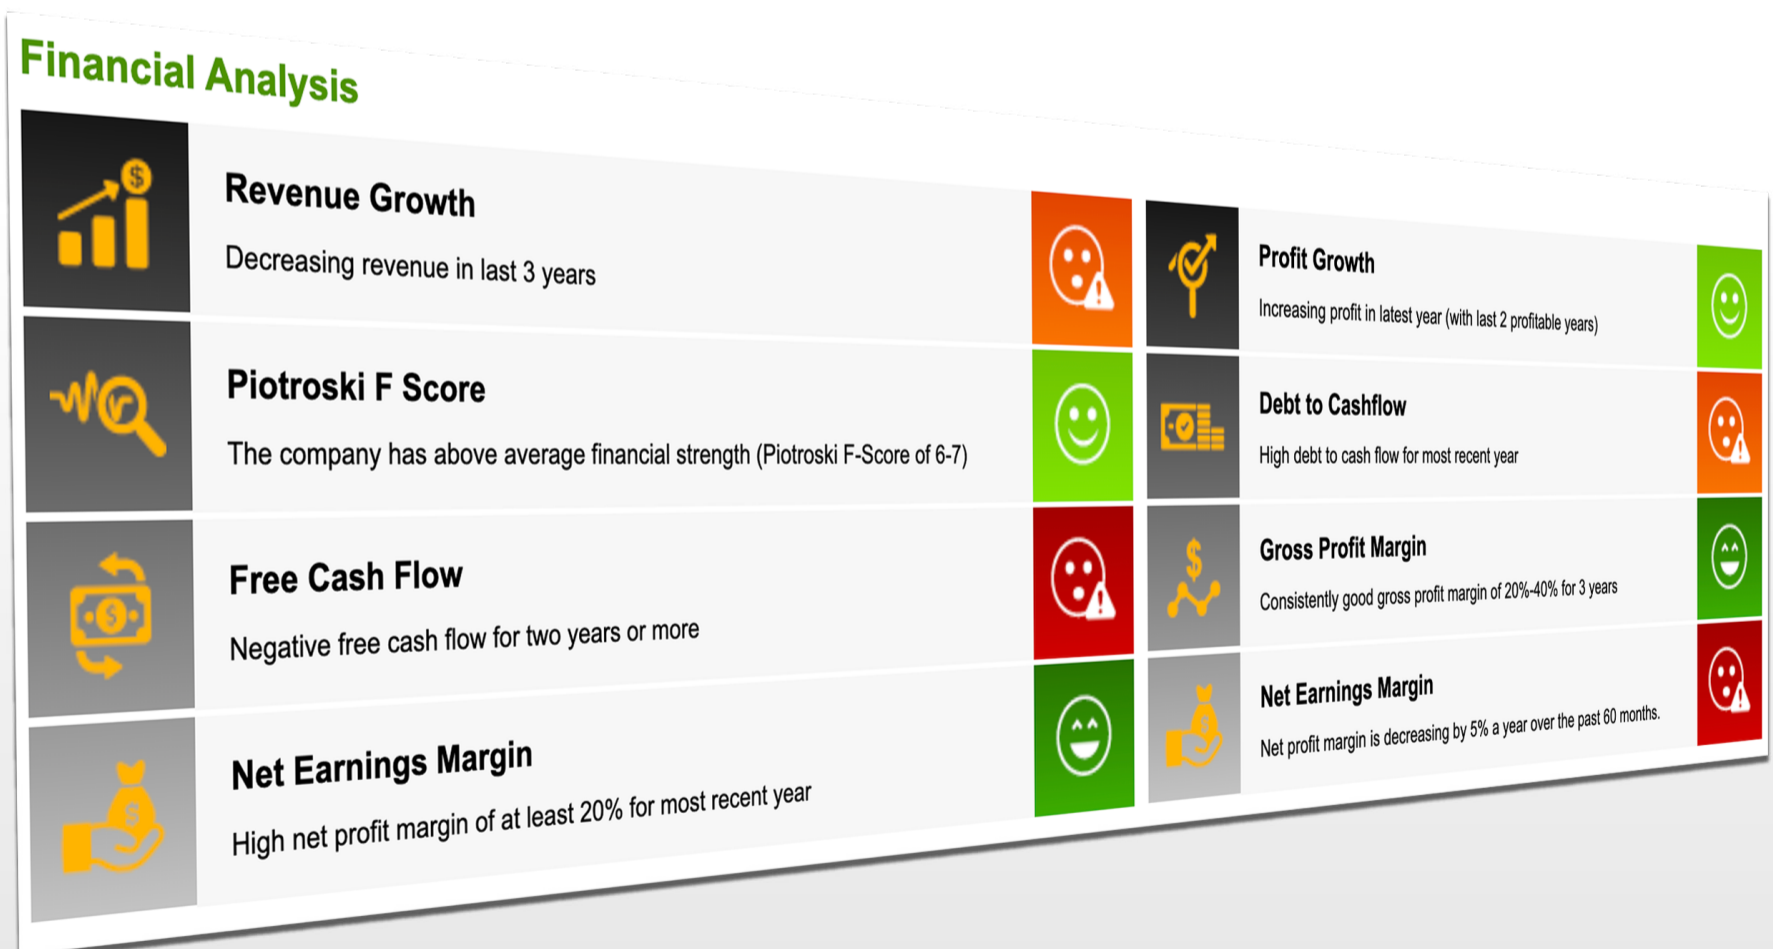 Financial Analysis
Revenue Growth
Decreasing revenue in last 3 years
Piotroski F Score
The company has above average financial strength (Piotroski F-Score of 6-7)
Free Cash Flow
Negative free cash flow for two years or more
Net Earnings Margin
High net profit margin of at least 20% for most recent year
Profit Growth
Increasing profit in latest year (with last 2 profitable years)
Debt to Cashflow
High debt to cash flow for most recent year
Gross Profit Margin
Consistently good gross profit margin of 20%-40% for 3 years
Net Earnings Margin
Net profit margin is decreasing by 5% a year over the past 60 months.